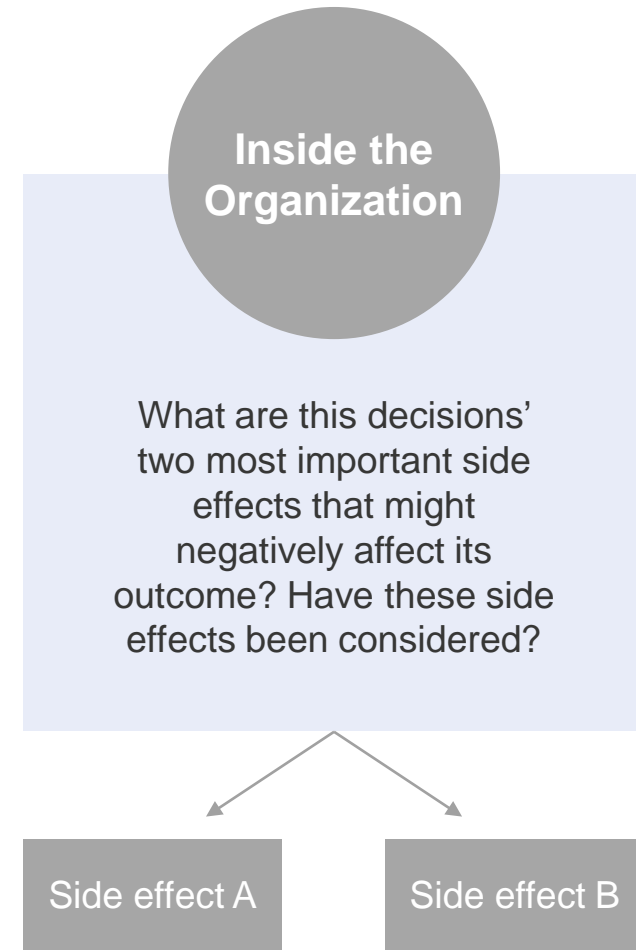 Inside the
Organization
What are this decisions’
two most important side
effects that might
negatively affect its
outcome? Have these side
effects been considered?
Side effect A
Side effect B